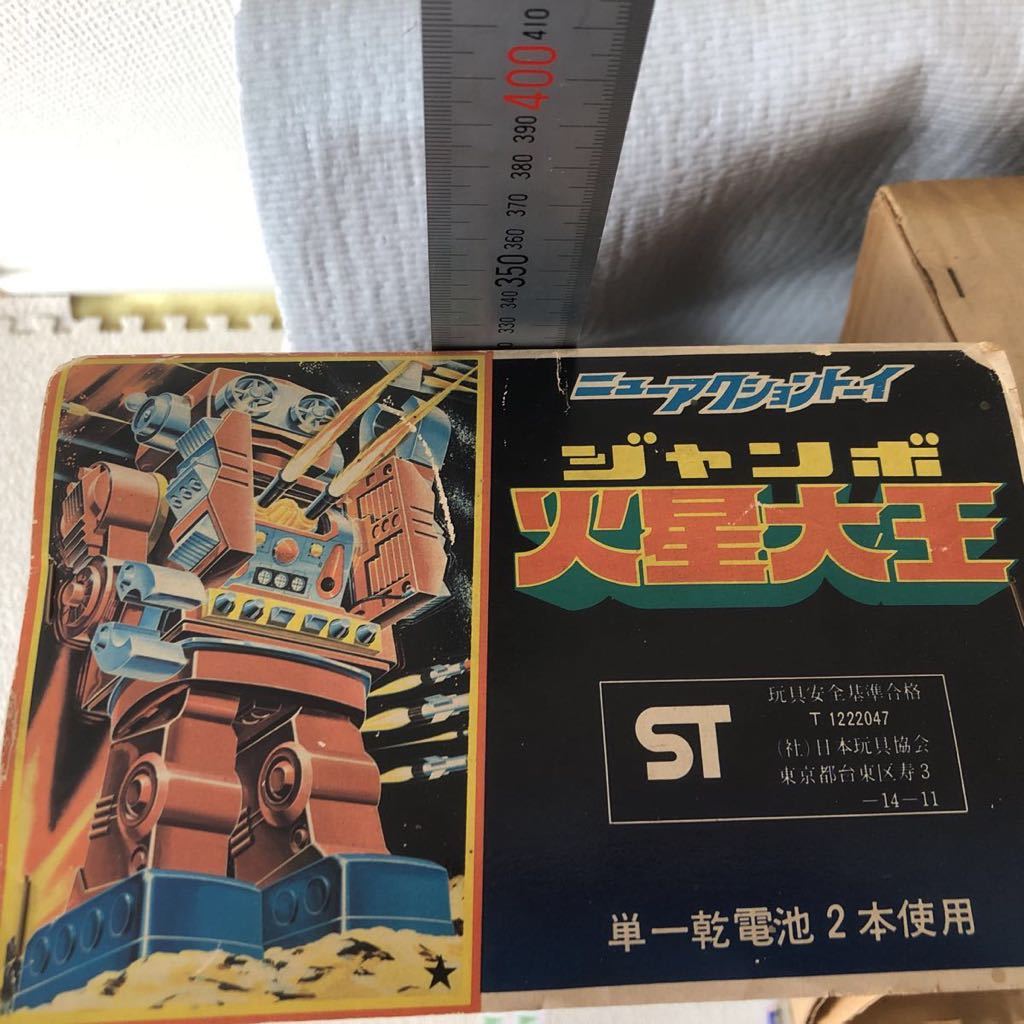 410
400
390
380
370
360
350
340
330
ニューアクショントーイ
ジャンボ
火星大王
ST
玩具安全基準合格
T 1222047
(社)日本玩具協会
東京都台東区寿3
-14-11
単一乾電池2本使用